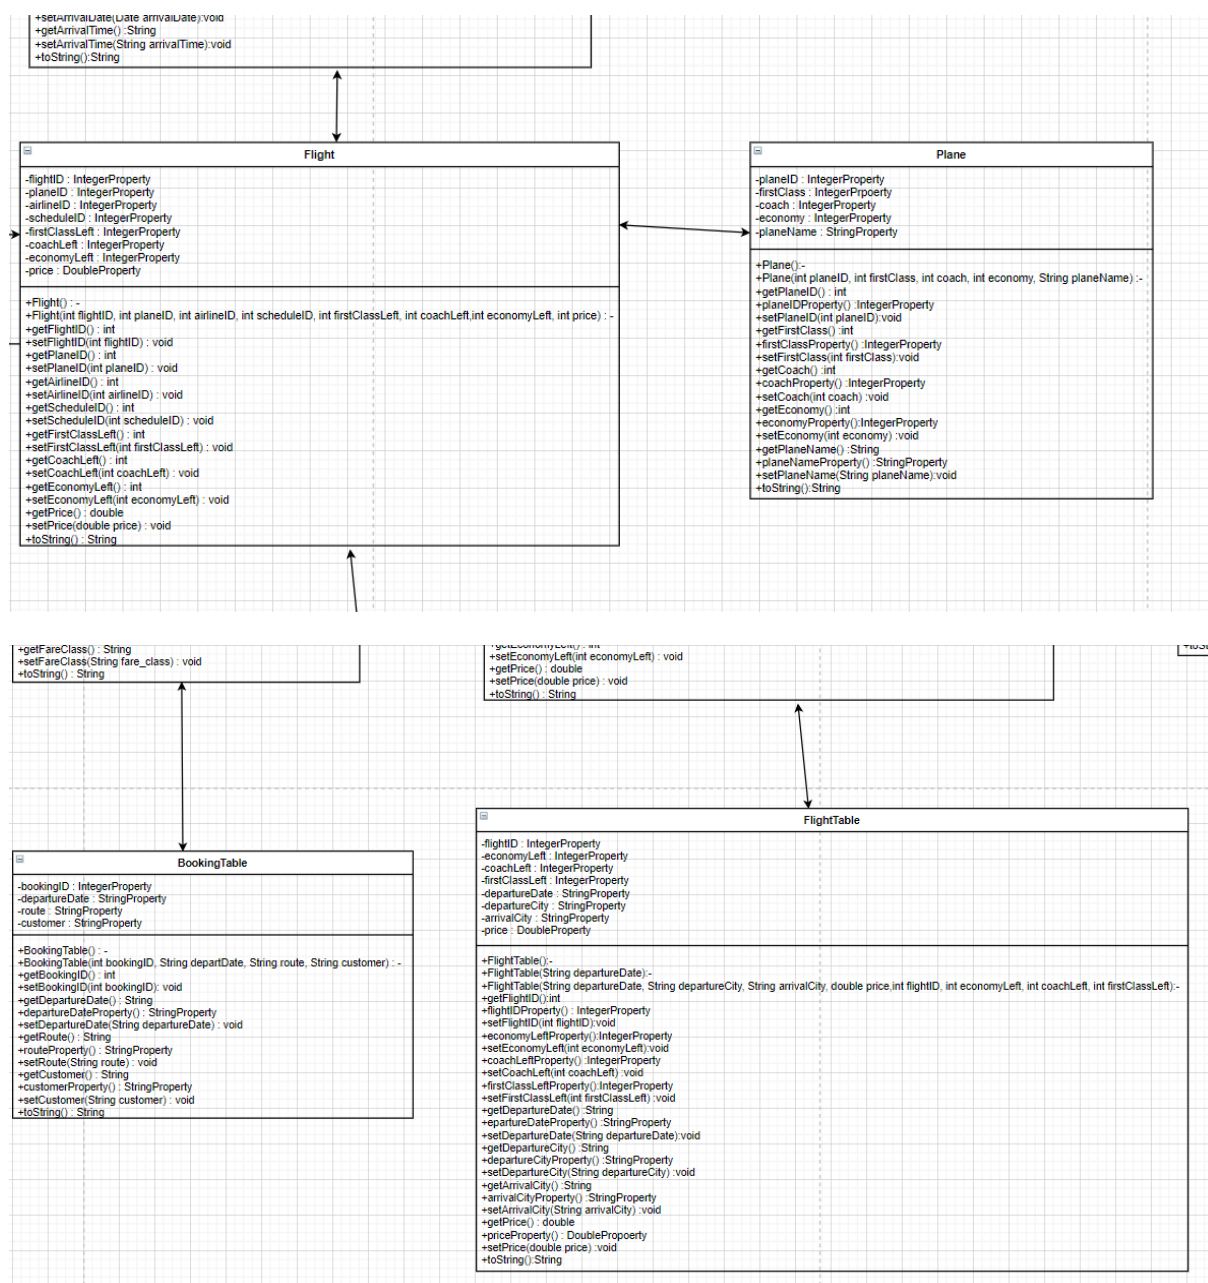 +setArrivalDate(Date arrivalDate):void
+getArrivalTime() :String
+setArrivalTime(String arrivalTime):void
+toString():String
Flight
-flightID : IntegerProperty
-planeID : IntegerProperty
-airlineID : IntegerProperty
-scheduleID : IntegerProperty
-firstClassLeft : IntegerProperty
-coachLeft : IntegerProperty
-economyLeft : IntegerProperty
-price : DoubleProperty
+Flight() : -
+Flight(int flightID, int planeID, int airlineID, int scheduleID, int firstClassLeft, int coachLeft,int economyLeft, int price) : -
+getFlightID() : int
+setFlightID(int flightID) : void
+getPlaneID() : int
+setPlaneID(int planeID) : void
+getAirlineID() : int
+setAirlineID(int airlineID) : void
+getScheduleID() : int
+setScheduleID(int scheduleID) : void
+getFirstClassLeft() : int
+setFirstClassLeft(int firstClassLeft) : void
+getCoachLeft() : int
+setCoachLeft(int coachLeft) : void
+getEconomyLeft() : int
+setEconomyLeft(int economyLeft) : void
+getPrice() : double
+setPrice(double price) : void
+toString() : String
Plane
-planeID : IntegerProperty
-firstClass : IntegerPrpoerty
-coach : IntegerProperty
-economy : IntegerProperty
-planeName : StringProperty
+Plane():-
+Plane(int planeID, int firstClass, int coach, int economy, String planeName) :-
+getPlaneID() : int
+planeIDProperty() :IntegerProperty
+setPlaneID(int planeID):void
+getFirstClass() :int
+firstClassProperty() :IntegerProperty
+setFirstClass(int firstClass):void
+getCoach() :int
+coachProperty() :IntegerProperty
+setCoach(int coach) :void
+getEconomy() :int
+economyProperty():IntegerProperty
+setEconomy(int economy) :void
+getPlaneName() :String
+planeNameProperty() :StringProperty
+setPlaneName(String planeName):void
+toString():String
+getFareClass() : String
+setFareClass(String fare_class) : void
+toString() : String
+getEconomyLeft() : int
+setEconomyLeft(int economyLeft) : void
+getPrice() : double
+setPrice(double price) : void
+toString() : String
BookingTable
-bookingID : IntegerProperty
-departureDate : StringProperty
-route : StringProperty
-customer : StringProperty
+BookingTable() : -
+BookingTable(int bookingID, String departDate, String route, String customer) : -
+getBookingID() : int
+setBookingID(int bookingID): void
+getDepartureDate() : String
+departureDateProperty() : StringProperty
+setDepartureDate(String departureDate) : void
+getRoute() : String
+routeProperty() : StringProperty
+setRoute(String route) : void
+getCustomer() : String
+customerProperty() : StringProperty
+setCustomer(String customer) : void
+toString() : String
FlightTable
-flightID : IntegerProperty
-economyLeft : IntegerProperty
-coachLeft : IntegerProperty
-firstClassLeft : IntegerProperty
-departureDate : StringProperty
-departureCity : StringProperty
-arrivalCity : StringProperty
-price : DoubleProperty
+FlightTable():-
+FlightTable(String departureDate):-
+FlightTable(String departureDate, String departureCity, String arrivalCity, double price,int flightID, int economyLeft, int coachLeft, int firstClassLeft):-
+getFlightID():int
+flightIDProperty() : IntegerProperty
+setFlightID(int flightID):void
+economyLeftProperty():IntegerProperty
+setEconomyLeft(int economyLeft):void
+coachLeftProperty() :IntegerProperty
+setCoachLeft(int coachLeft) :void
+firstClassLeftProperty():IntegerProperty
+setFirstClassLeft(int firstClassLeft) :void
+getDepartureDate() :String
+epartureDateProperty() :StringProperty
+setDepartureDate(String departureDate):void
+getDepartureCity() :String
+departureCityProperty() :StringProperty
+setDepartureCity(String departureCity) :void
+getArrivalCity() :String
+arrivalCityProperty() :StringProperty
+setArrivalCity(String arrivalCity) :void
+getPrice() : double
+priceProperty() : DoublePropoerty
+setPrice(double price) :void
+toString():String